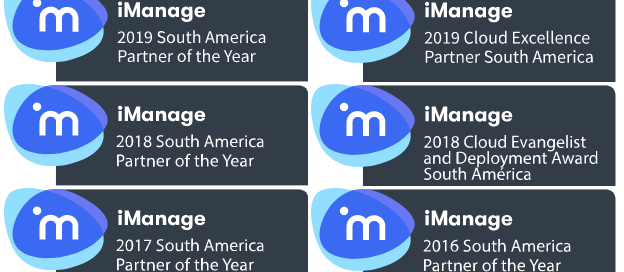 iManage
2019 South America
Partner of the Year
iManage
2019 Cloud Excellence
Partner South America
iManage
2018 South America
Partner of the Year
iManage
2018 Cloud Evangelist
and Deployment Award
South America
iManage
2017 South America
Partner of the Year
iManage
2016 South America
Partner of the Year